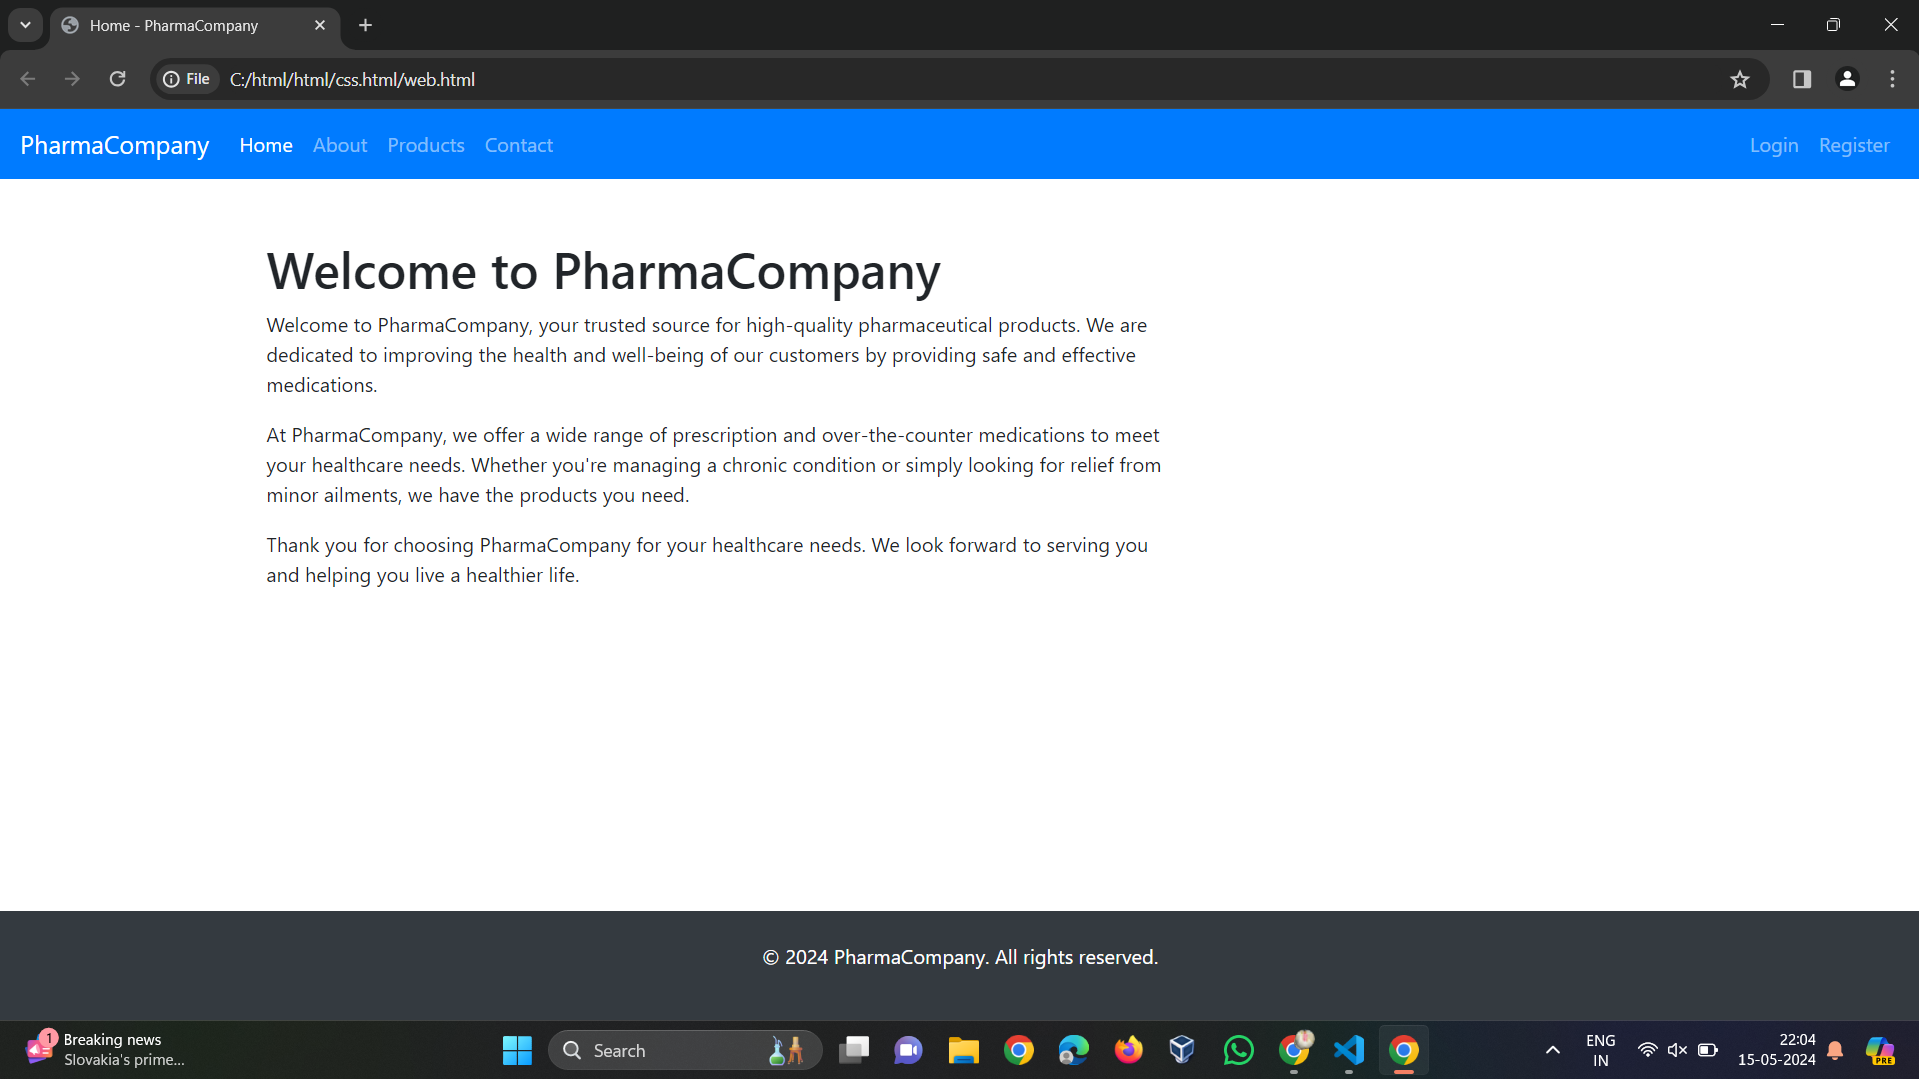 Home - PharmaCompany
File C:/html/html/css.html/web.html
PharmaCompany Home About Products Contact Login Register
Welcome to PharmaCompany
Welcome to PharmaCompany, your trusted source for high-quality pharmaceutical products. We are
dedicated to improving the health and well-being of our customers by providing safe and effective
medications.
At PharmaCompany, we offer a wide range of prescription and over-the-counter medications to meet
your healthcare needs. Whether you're managing a chronic condition or simply looking for relief from
minor ailments, we have the products you need.
Thank you for choosing PharmaCompany for your healthcare needs. We look forward to serving you
and helping you live a healthier life.
© 2024 PharmaCompany. All rights reserved.
1
Breaking news
Slovakia's prime...
Search
ENG
IN
22:04
15-05-2024
PRE